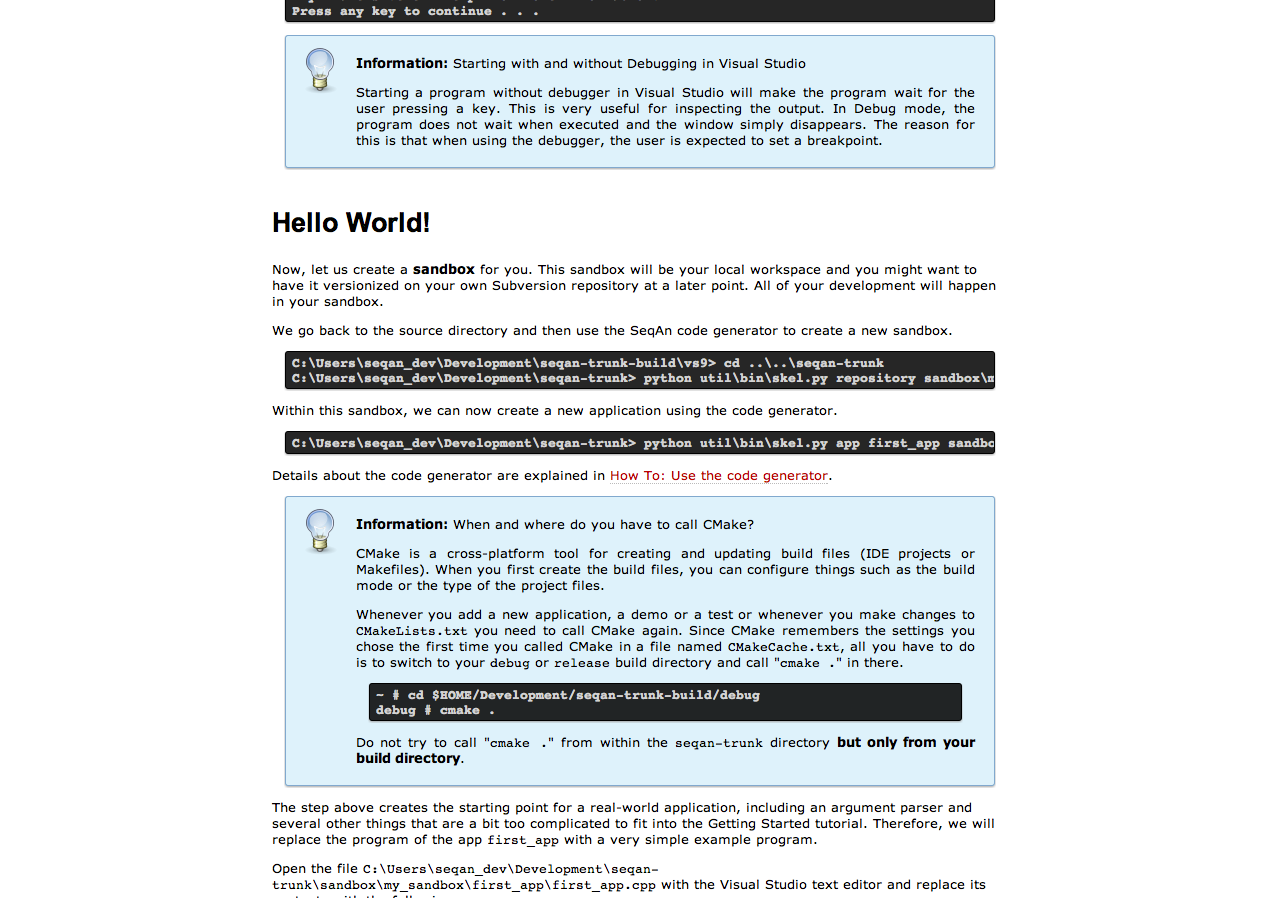 Press any key to continue . . .
Information: Starting with and without Debugging in Visual Studio
Starting a program without debugger in Visual Studio will make the program wait for the
user pressing a key. This is very useful for inspecting the output. In Debug mode, the
program does not wait when executed and the window simply disappears. The reason for
this is that when using the debugger, the user is expected to set a breakpoint.
Hello World!
Now, let us create a sandbox for you. This sandbox will be your local workspace and you might want to
have it versionized on your own Subversion repository at a later point. All of your development will happen
in your sandbox.
We go back to the source directory and then use the SeqAn code generator to create a new sandbox.
C:\Users\seqan_dev\Development\seqan-trunk-build\vs9> cd ..\..\seqan-trunk
C:\Users\seqan_dev\Development\seqan-trunk> python util\bin\skel.py repository sandbox\m
Within this sandbox, we can now create a new application using the code generator.
C:\Users\seqan_dev\Development\seqan-trunk> python util\bin\skel.py app first_app sandbo
Details about the code generator are explained in How To: Use the code generator.
Information: When and where do you have to call CMake?
CMake is a cross-platform tool for creating and updating build files (IDE projects or
Makefiles). When you first create the build files, you can configure things such as the build
mode or the type of the project files.
Whenever you add a new application, a demo or a test or whenever you make changes to
CMakeLists.txt you need to call CMake again. Since CMake remembers the settings you
chose the first time you called CMake in a file named CMakeCache.txt, all you have to do
is to switch to your debug or release build directory and call "cmake ." in there.
~ # cd $HOME/Development/seqan-trunk-build/debug
debug # cmake .
Do not try to call "cmake ." from within the seqan-trunk directory but only from your
build directory.
The step above creates the starting point for a real-world application, including an argument parser and
several other things that are a bit too complicated to fit into the Getting Started tutorial. Therefore, we will
replace the program of the app first_app with a very simple example program.
Open the file C:\Users\seqan_dev\Development\seqan-
trunk\sandbox\my_sandbox\first_app\first_app.cpp with the Visual Studio text editor and replace its